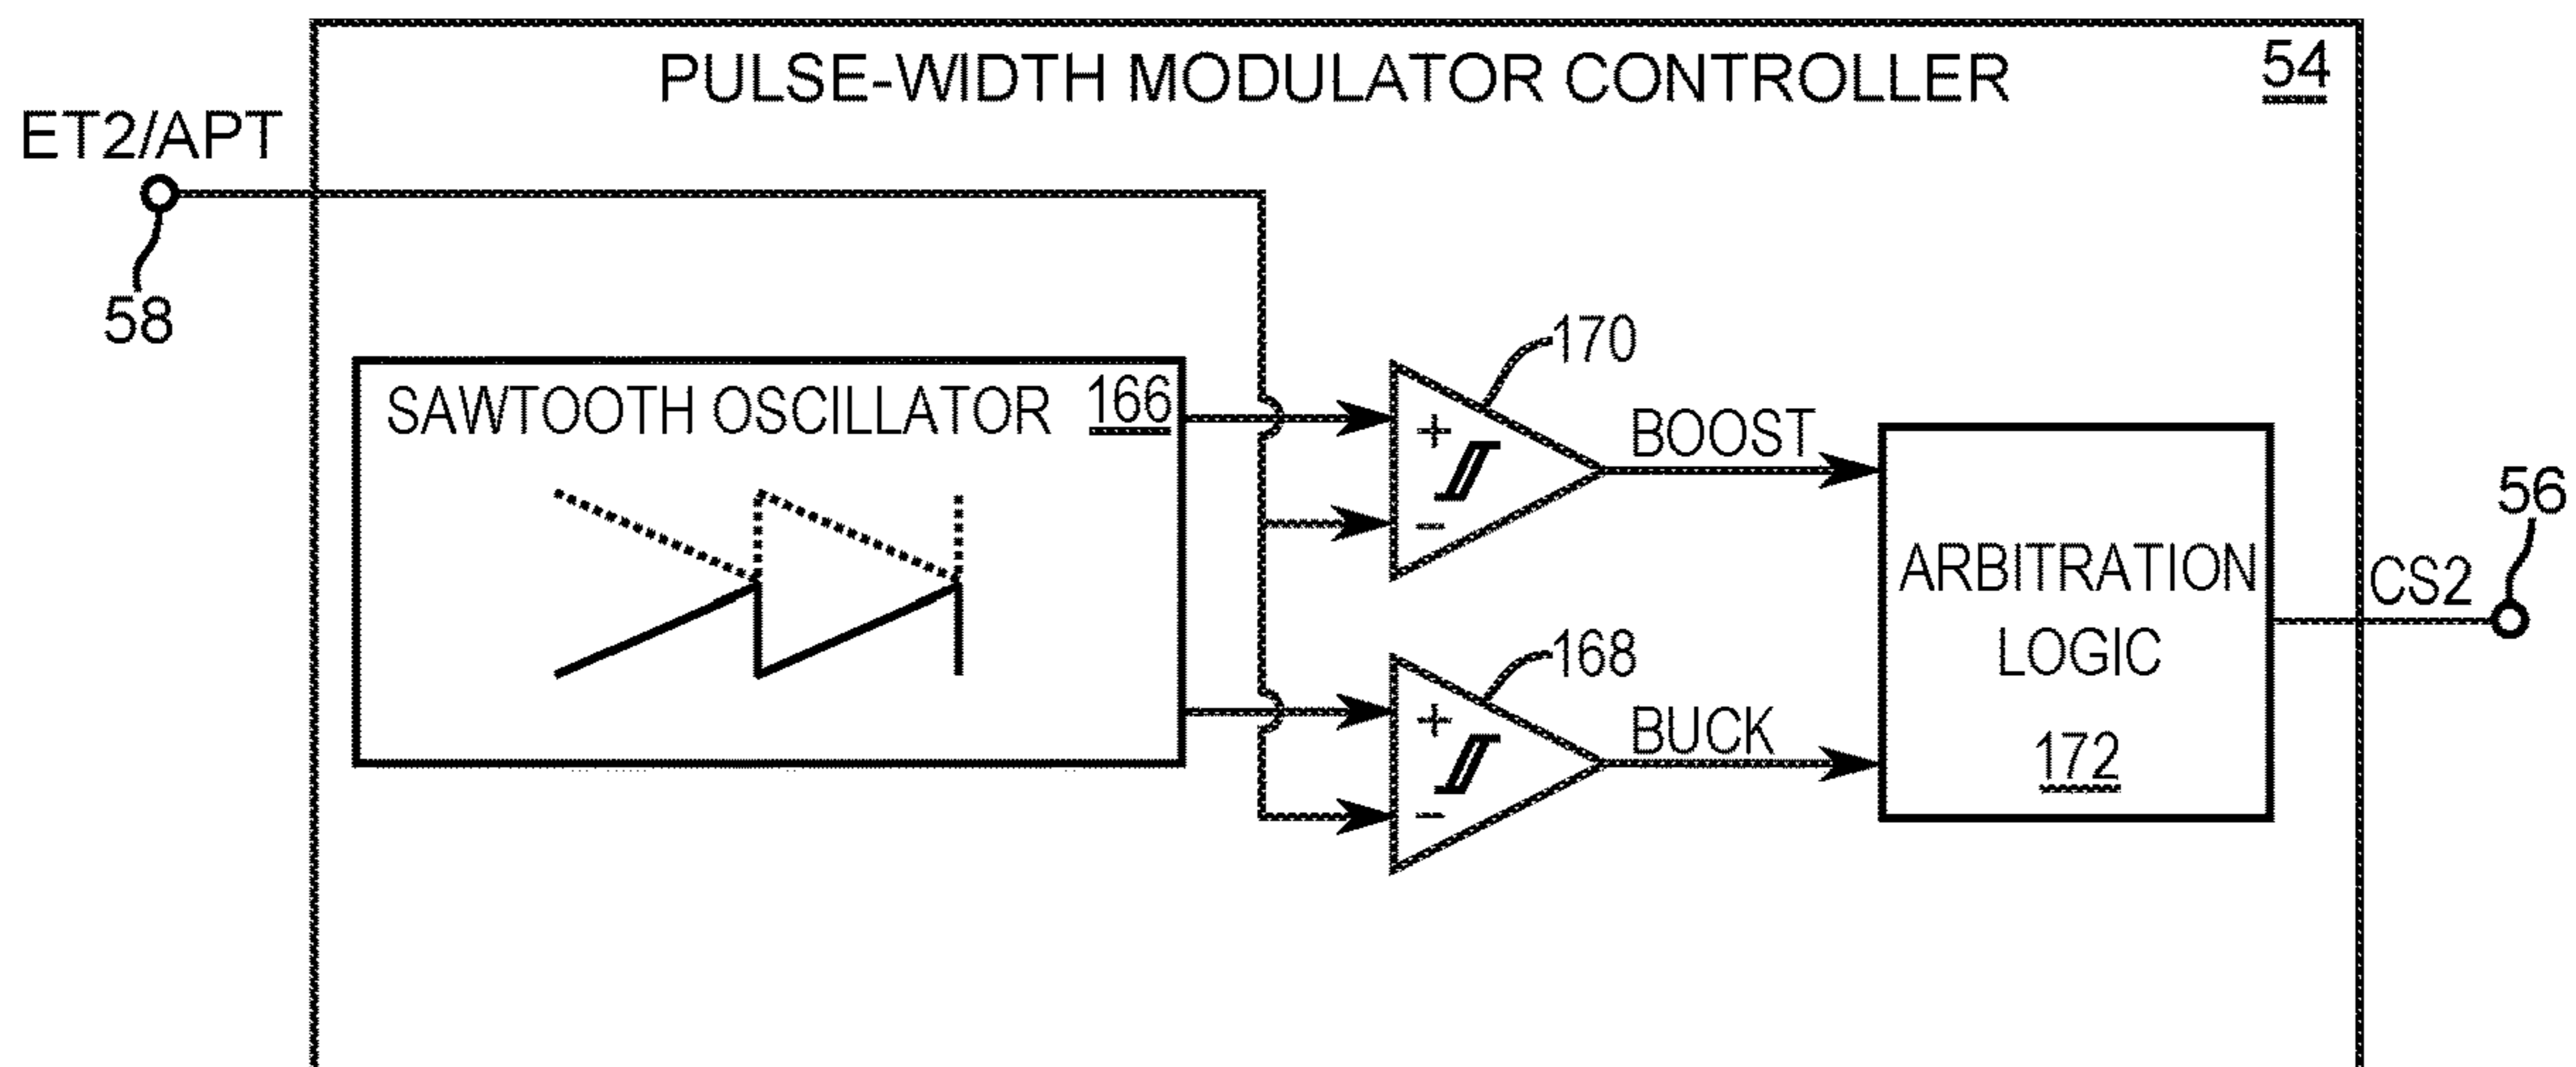 PULSE-WIDTH MODULATOR CONTROLLER 54
ET2/APT
58
SAWTOOTH OSCILLATOR 166
170
+
-
BOOST
168
+
-
BUCK
ARBITRATION
LOGIC
172
CS2
56